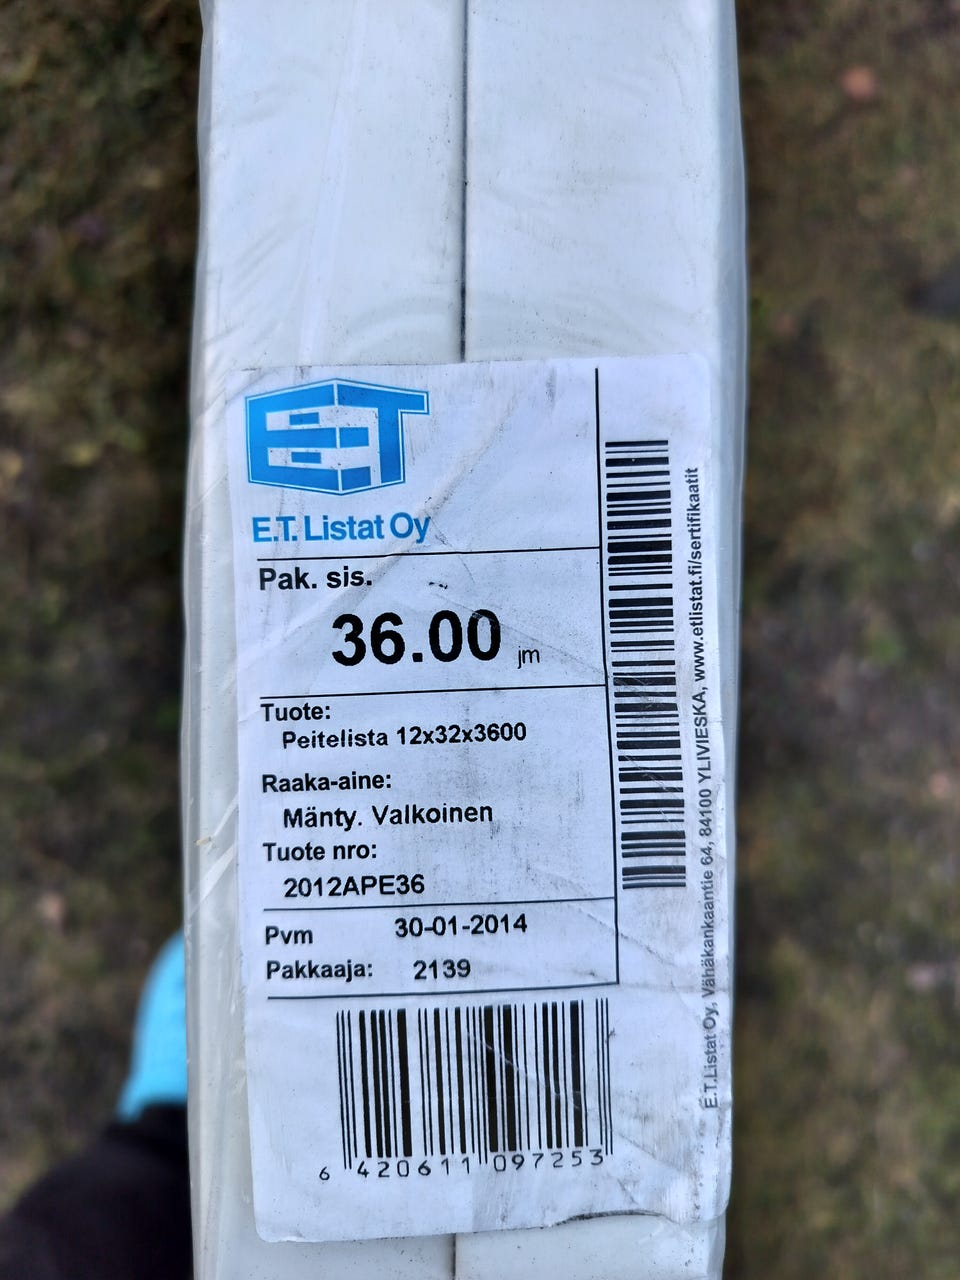 ET
E.T. Listat Oy
Pak. sis.
36.00 jm
Tuote:
Peitelista 12x32x3600
Raaka-aine:
Mänty. Valkoinen
Tuote nro:
2012APE36
Pvm 30-01-2014
Pakkaaja: 2139
6 420611 097253
E.T.Listat Oy, Vähäkankaantie 64, 84100 YLIVIESKA, www.etlistat.fi/sertifikaatit